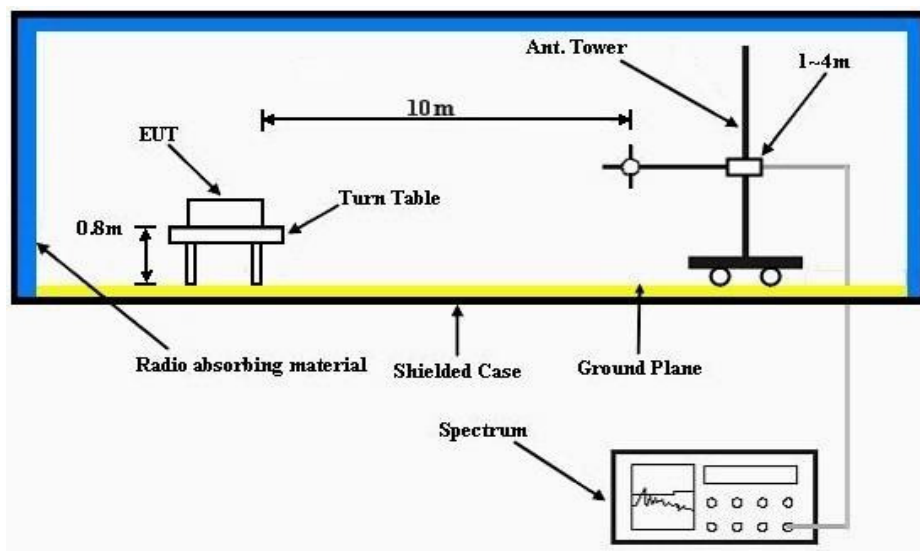 Ant. Tower
1~4m
10m
EUT
Turn Table
0.8m
Radio absorbing material
Shielded Case
Ground Plane
Spectrum